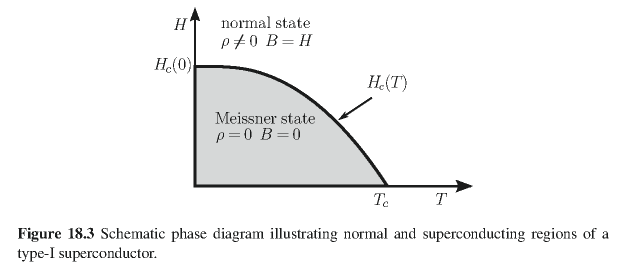 H
normal state
ρ≠0 B=H
H_c(0)
H_c(T)
Meissner state
ρ=0 B=0
T_c
T
Figure 18.3 Schematic phase diagram illustrating normal and superconducting regions of a
type-I superconductor.